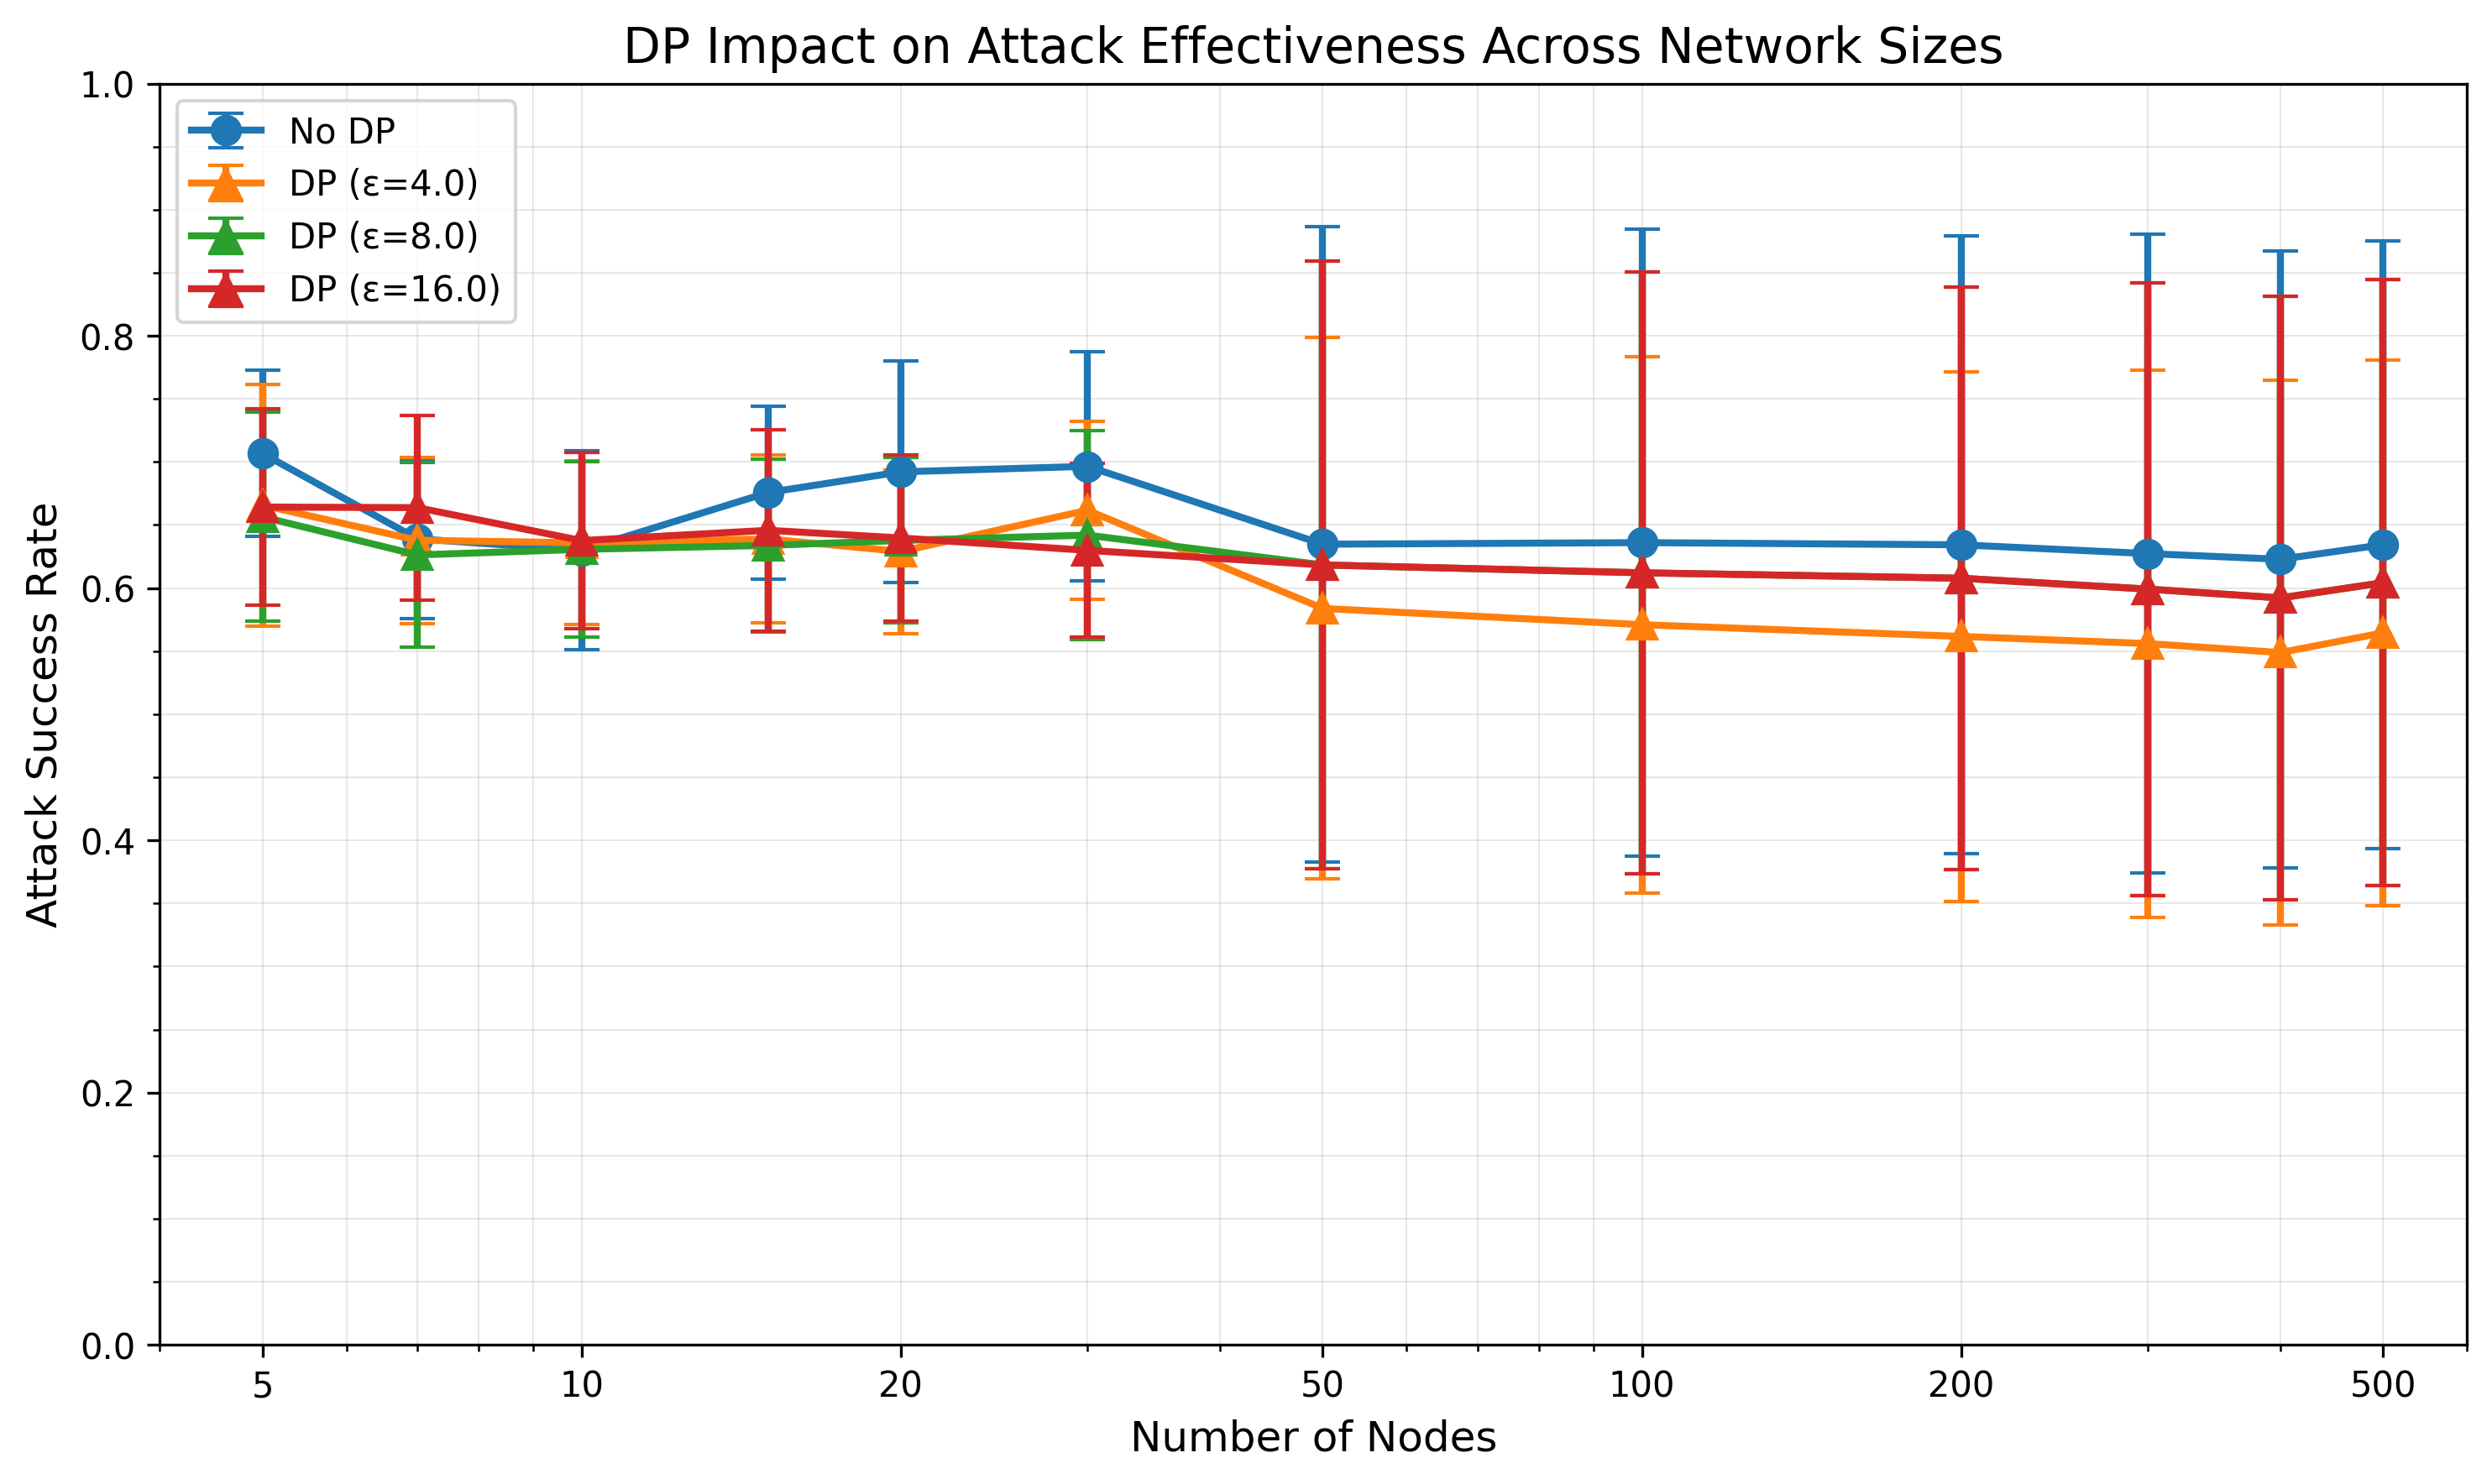 DP Impact on Attack Effectiveness Across Network Sizes
1.0
0.8
0.6
0.4
0.2
0.0
Attack Success Rate
No DP
DP (ε=4.0)
DP (ε=8.0)
DP (ε=16.0)
5 10 20 50 100 200 500
Number of Nodes